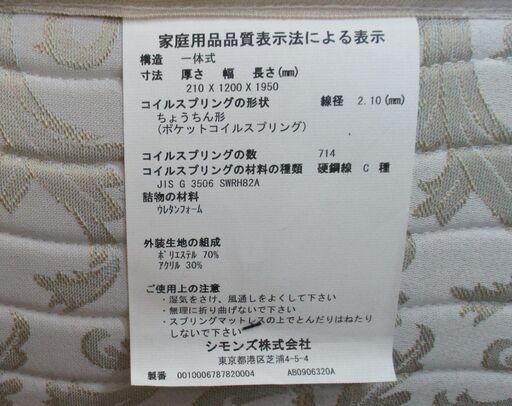 家庭用品品質表示法による表示
構造 一体式
寸法 厚さ 幅 長さ(mm)
210 X 1200 X 1950
コイルスプリングの形状 線径 2.10(mm)
ちょうちん形
(ポケットコイルスプリング)
コイルスプリングの数 714
コイルスプリングの材料の種類 硬鋼線 C 種
JIS G 3506 SWRH82A
詰物の材料
ウレタンフォーム
外装生地の組成
ポリエステル 70%
アクリル 30%
ご使用上の注意
・湿気をさけ、風通しをよくして下さい
・無理に折り曲げないで下さい
・スプリングマットレスの上でとんだりはねたり
しないで下さい
シモンズ株式会社
東京都港区芝浦4-5-4
製番 0010006787820004 AB0906320A